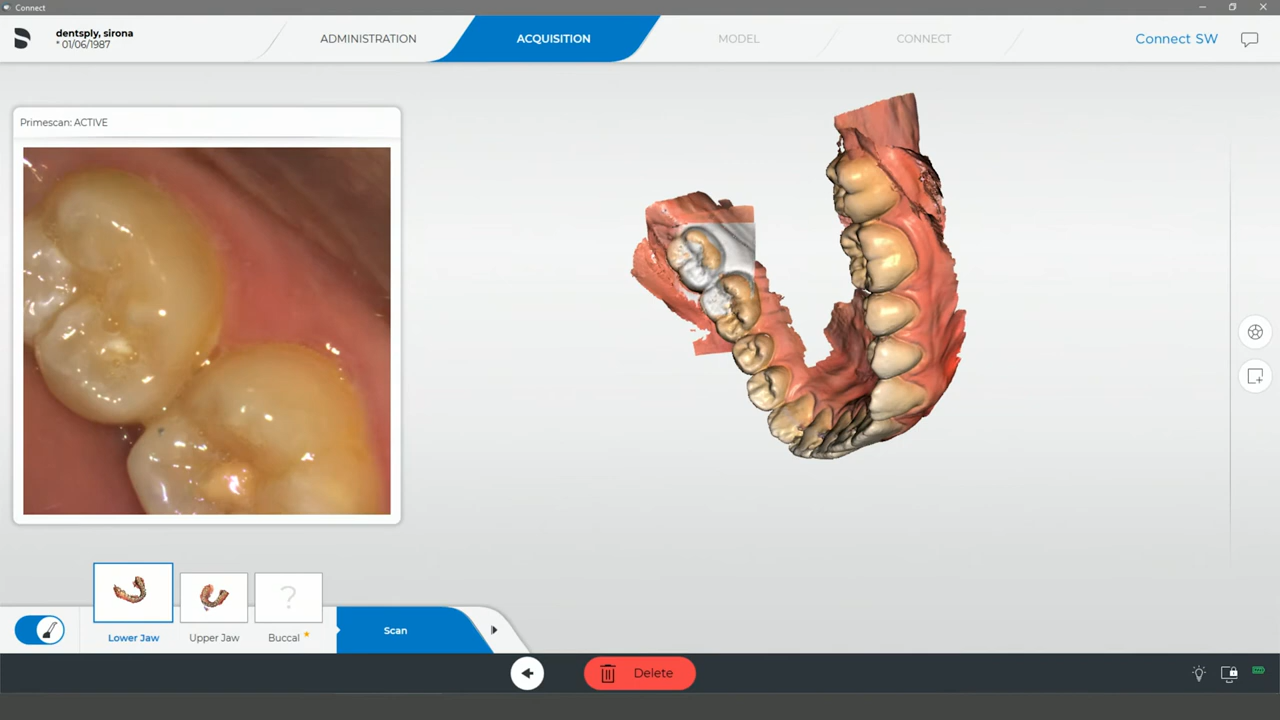 Connect
dentsply, sirona
* 01/06/1987
ADMINISTRATION
ACQUISITION
MODEL
CONNECT
Connect SW
Primescan: ACTIVE
?
Lower Jaw
Upper Jaw
Buccal *
Scan
Delete